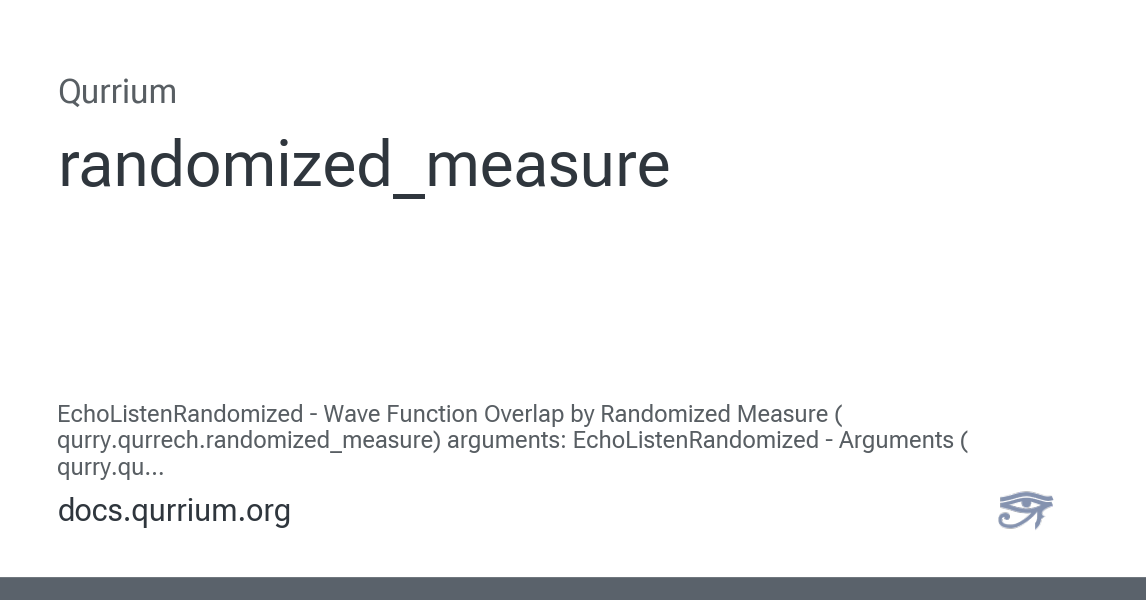 Qurrium
randomized_measure
EchoListenRandomized - Wave Function Overlap by Randomized Measure (
qurry.qurrech.randomized_measure) arguments: EchoListenRandomized - Arguments (
qurry.qu...
docs.qurrium.org